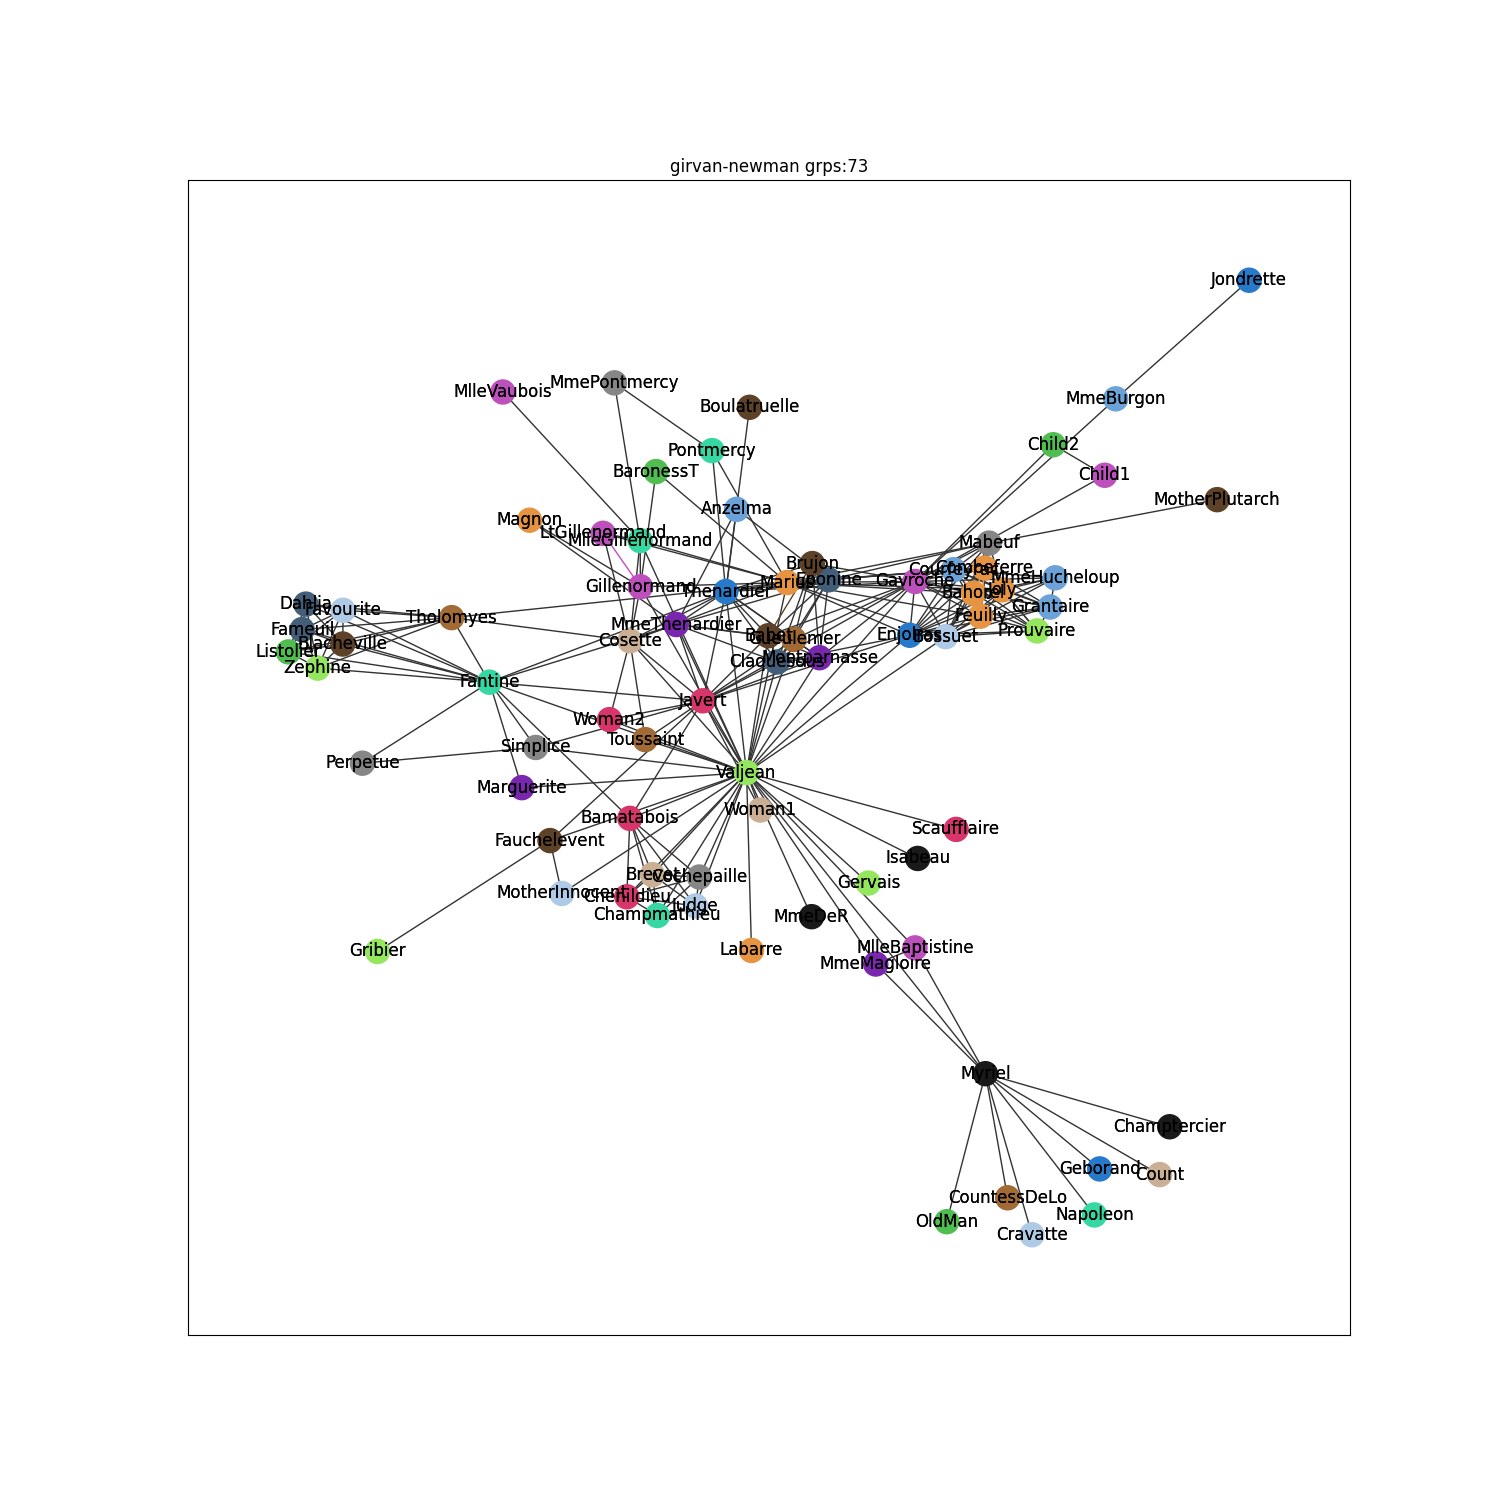 girvan-newman grps:73
Jondrette
MmePontmercy
MlleVaubois
MmeBurgon
Boulatruelle
Child2
Pontmercy
BaronessT
Child1
MotherPlutarch
Anzelma
Magnon
LtGillenormand
MlleGillenormand
Mabeuf
Brujon
Combeferre
MmeHucheloup
Marius
Eponine
Gavroche
Gillenormand
Thenardier
Bahorel
Joly
Dahlia
Favourite
Grantaire
Tholomyes
Feuilly
MmeThenardier
Fameuil
Prouvaire
Enjolras
Bossuet
Babet
Gueulemer
Cosette
Blacheville
Listolier
Montparnasse
Claquesous
Zephine
Fantine
Javert
Woman2
Toussaint
Simplice
Perpetue
Valjean
Marguerite
Woman1
Bamatabois
Scaufflaire
Fauchelevent
Isabeau
Brevet
Cochepaille
Gervais
MotherInnocent
Chenildieu
Judge
Champmathieu
MmeDeR
MlleBaptistine
Labarre
Gribier
MmeMagloire
Myriel
Champtercier
Geborand
Count
CountessDeLo
Napoleon
OldMan
Cravatte